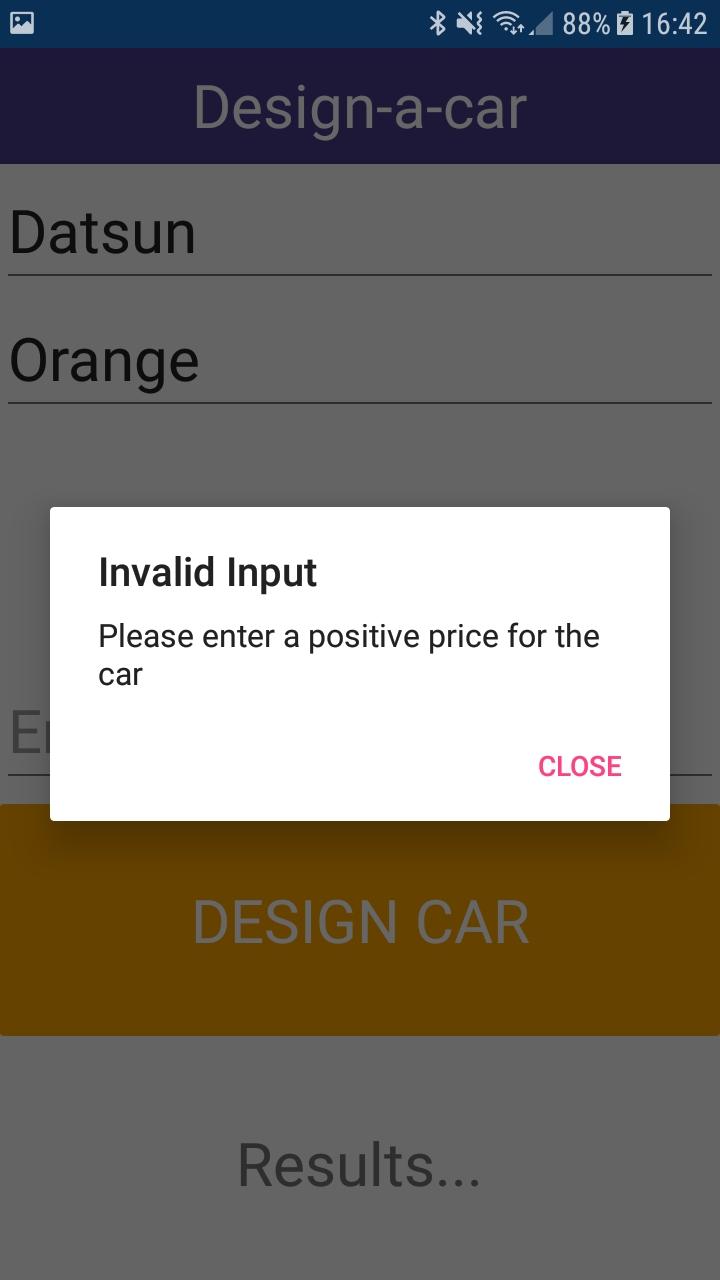 88% 16:42
Design-a-car
Datsun
Orange
Invalid Input
Please enter a positive price for the
car
CLOSE
DESIGN CAR
Results...